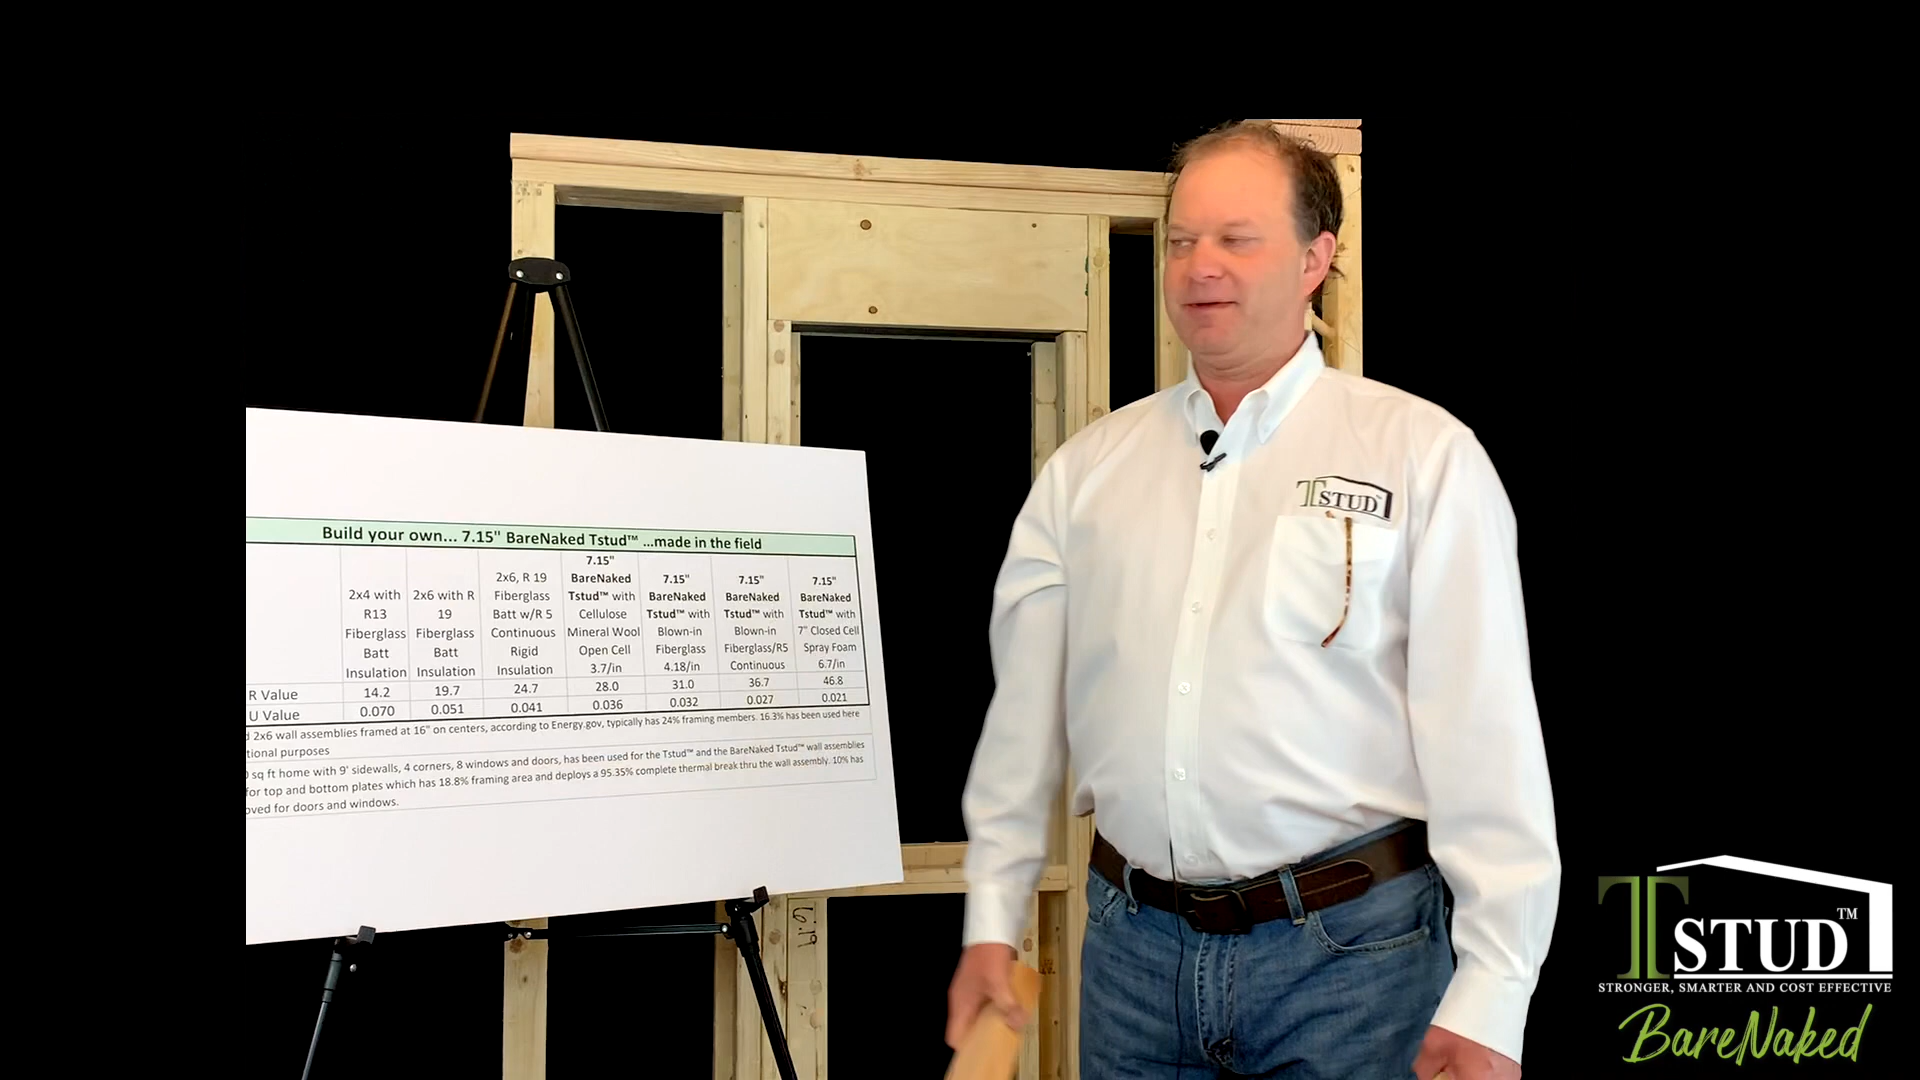 Build your own... 7.15" BareNaked Tstud™ ...made in the field
2x4 with
R13
Fiberglass
Batt
Insulation
2x6 with R
19
Fiberglass
Batt
Insulation
2x6, R 19
Fiberglass
Batt w/R 5
Continuous
Rigid
Insulation
7.15"
BareNaked
Tstud™ with
Cellulose
Mineral Wool
Open Cell
3.7/in
7.15"
BareNaked
Tstud™ with
Blown-in
Fiberglass
4.18/in
7.15"
BareNaked
Tstud™ with
Blown-in
Fiberglass/R5
Continuous
7.15"
BareNaked
Tstud™ with
7" Closed Cell
Spray Foam
6.7/in
R Value 14.2 19.7 24.7 28.0 31.0 36.7 46.8
U Value 0.070 0.051 0.041 0.036 0.032 0.027 0.021
2x6 wall assemblies framed at 16" on centers, according to Energy.gov, typically has 24% framing members. 16.3% has been used here
tional purposes
sq ft home with 9' sidewalls, 4 corners, 8 windows and doors, has been used for the Tstud™ and the BareNaked Tstud™ wall assemblies
for top and bottom plates which has 18.8% framing area and deploys a 95.35% complete thermal break thru the wall assembly. 10% has
oved for doors and windows.
TSTUD™
6.19
TSTUD™
STRONGER, SMARTER AND COST EFFECTIVE
BareNaked